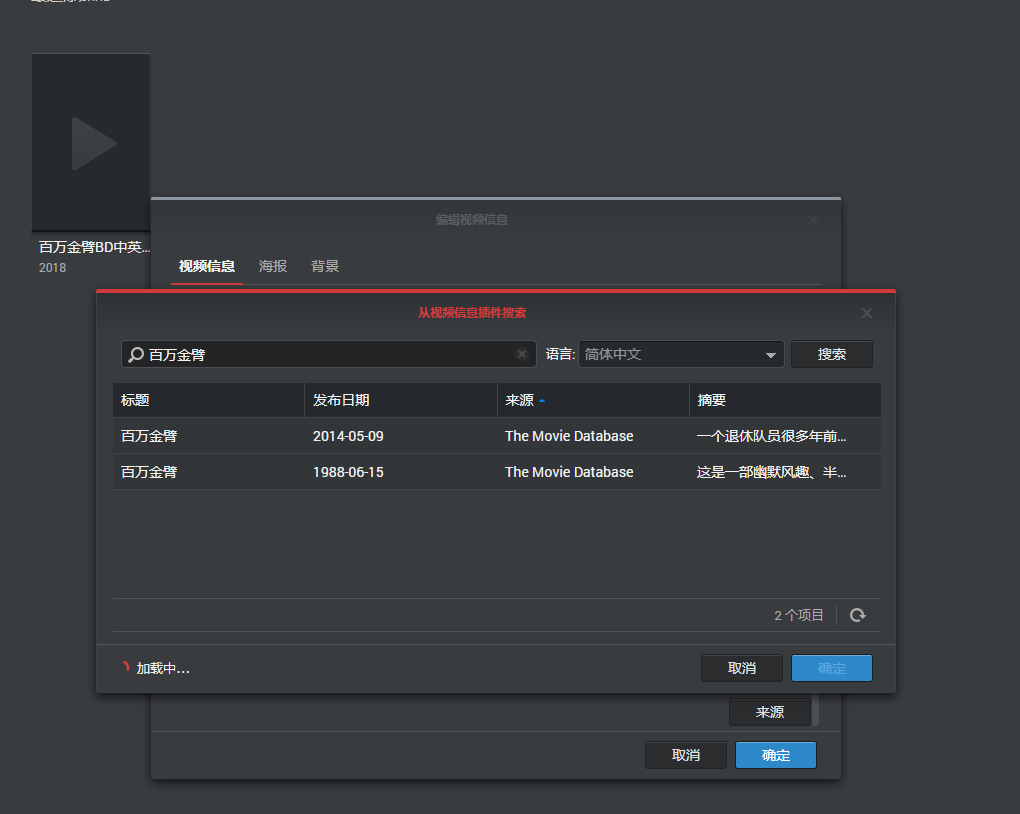 百万金臂BD中英...
2018
编辑视频信息
视频信息 海报 背景
从视频信息插件搜索
百万金臂 语言: 简体中文 搜索
标题 发布日期 来源 摘要
百万金臂 2014-05-09 The Movie Database 一个退休队员很多年前...
百万金臂 1988-06-15 The Movie Database 这是一部幽默风趣、半...
2 个项目
加载中... 取消 确定
来源
取消 确定